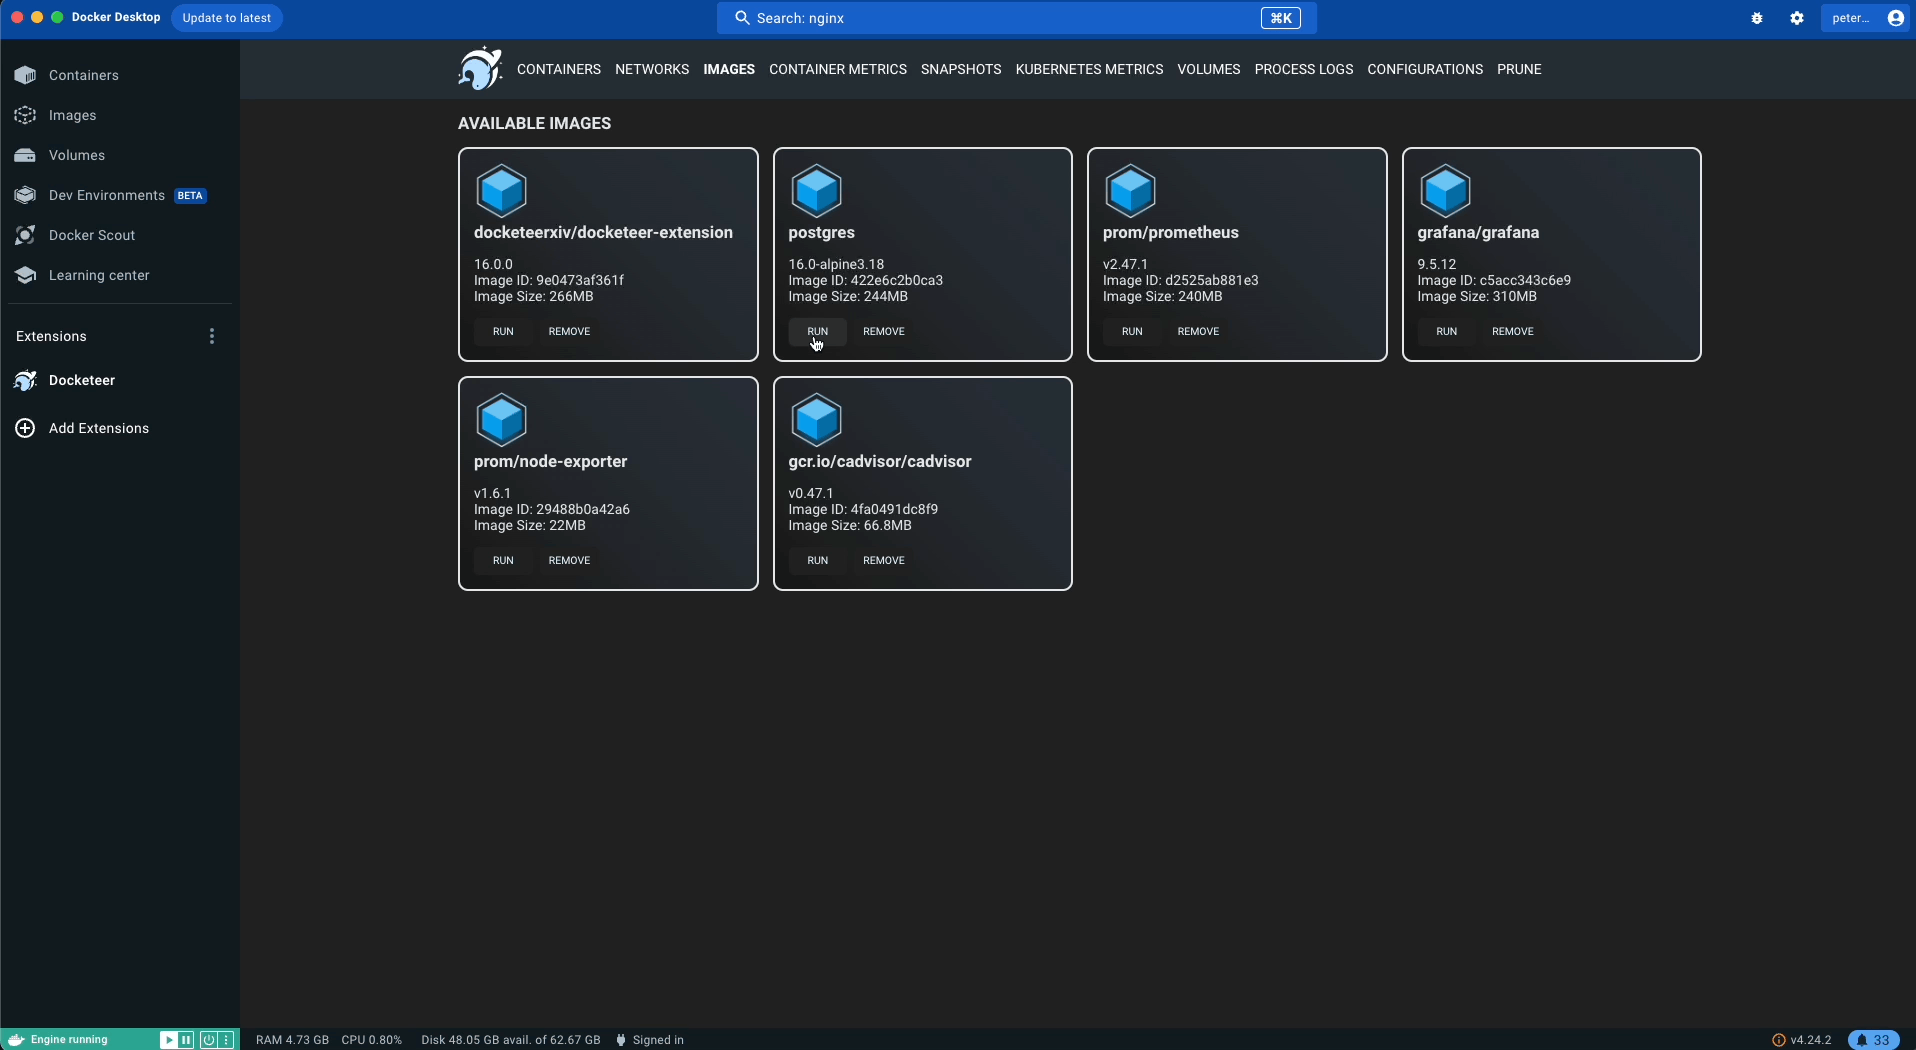 Docker Desktop Update to latest Search: nginx ⌘K peter...
CONTAINERS NETWORKS IMAGES CONTAINER METRICS SNAPSHOTS KUBERNETES METRICS VOLUMES PROCESS LOGS CONFIGURATIONS PRUNE
Containers
Images
Volumes
Dev Environments BETA
Docker Scout
Learning center
Extensions
Docketeer
Add Extensions
AVAILABLE IMAGES
docketeerxiv/docketeer-extension
16.0.0
Image ID: 9e0473af361f
Image Size: 266MB
RUN REMOVE
postgres
16.0-alpine3.18
Image ID: 422e6c2b0ca3
Image Size: 244MB
RUN REMOVE
prom/prometheus
v2.47.1
Image ID: d2525ab881e3
Image Size: 240MB
RUN REMOVE
grafana/grafana
9.5.12
Image ID: c5acc343c6e9
Image Size: 310MB
RUN REMOVE
prom/node-exporter
v1.6.1
Image ID: 29488b0a42a6
Image Size: 22MB
RUN REMOVE
gcr.io/cadvisor/cadvisor
v0.47.1
Image ID: 4fa0491dc8f9
Image Size: 66.8MB
RUN REMOVE
Engine running RAM 4.73 GB CPU 0.80% Disk 48.05 GB avail. of 62.67 GB Signed in v4.24.2 33